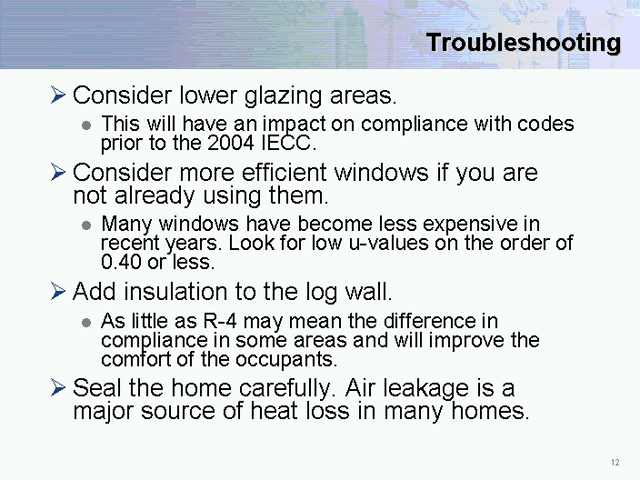 Troubleshooting
Consider lower glazing areas.
This will have an impact on compliance with codes
prior to the 2004 IECC.
Consider more efficient windows if you are
not already using them.
Many windows have become less expensive in
recent years. Look for low u-values on the order of
0.40 or less.
Add insulation to the log wall.
As little as R-4 may mean the difference in
compliance in some areas and will improve the
comfort of the occupants.
Seal the home carefully. Air leakage is a
major source of heat loss in many homes.
12